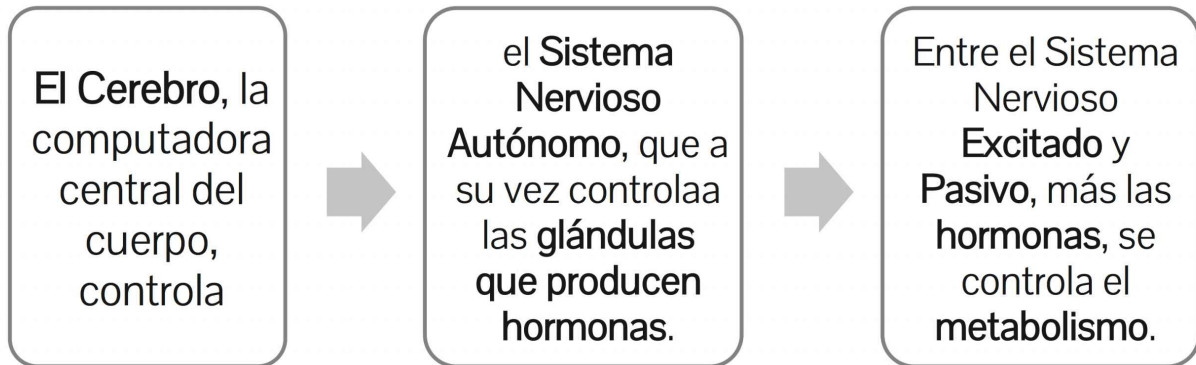 El Cerebro, la
computadora
central del
cuerpo,
controla
el Sistema
Nervioso
Autónomo, que a
su vez controlaa
las glándulas
que producen
hormonas.
Entre el Sistema
Nervioso
Excitado y
Pasivo, más las
hormonas, se
controla el
metabolismo.